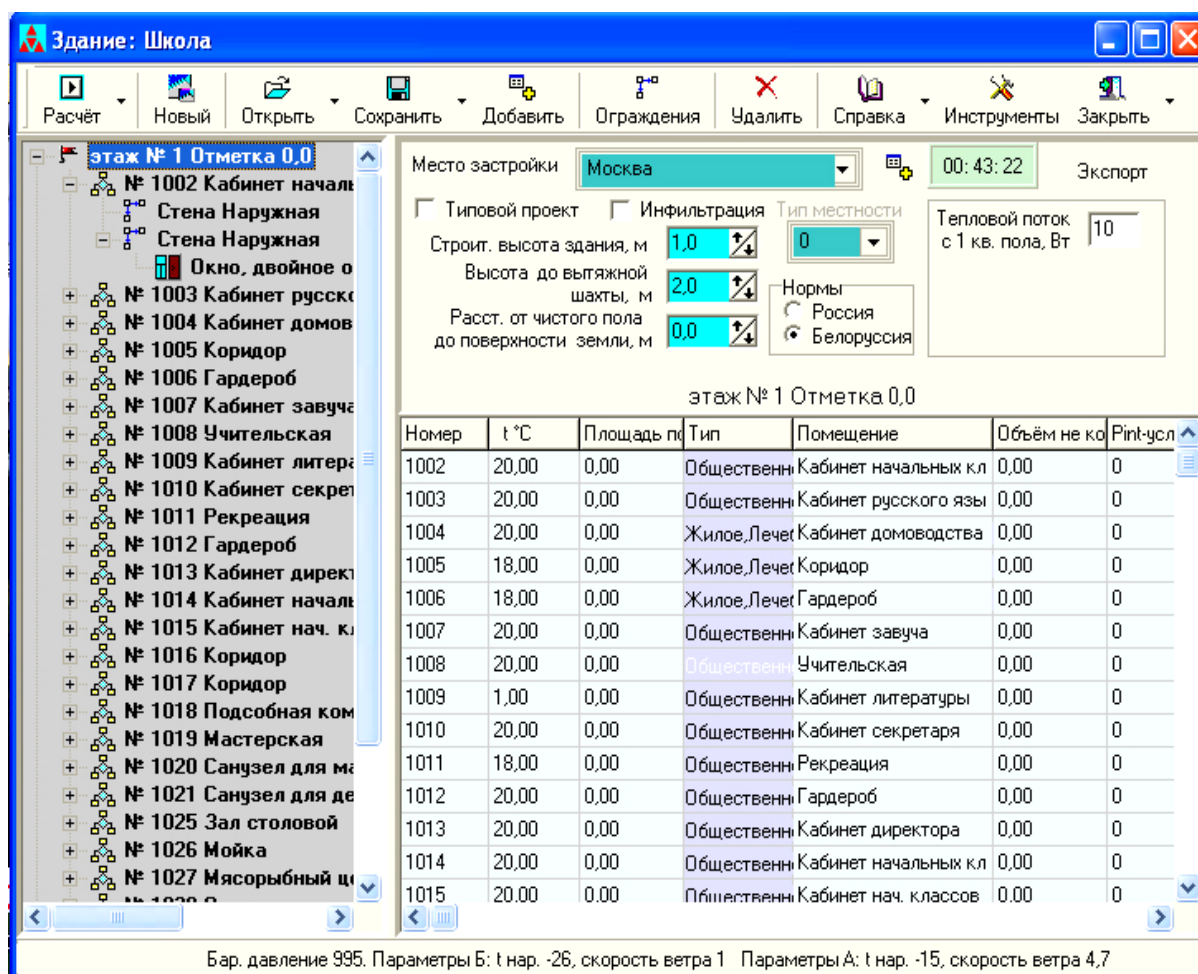 Здание: Школа
Расчёт Новый Открыть Сохранить Добавить Ограждения Удалить Справка Инструменты Закрыть
этаж № 1 Отметка 0,0
№ 1002 Кабинет началь
Стена Наружная
Стена Наружная
Окно, двойное о
№ 1003 Кабинет русско
№ 1004 Кабинет домов
№ 1005 Коридор
№ 1006 Гардероб
№ 1007 Кабинет завуча
№ 1008 Учительская
№ 1009 Кабинет литера
№ 1010 Кабинет секрет
№ 1011 Рекреация
№ 1012 Гардероб
№ 1013 Кабинет директ
№ 1014 Кабинет началь
№ 1015 Кабинет нач. к
№ 1016 Коридор
№ 1017 Коридор
№ 1018 Подсобная ком
№ 1019 Мастерская
№ 1020 Санузел для ма
№ 1021 Санузел для де
№ 1025 Зал столовой
№ 1026 Мойка
№ 1027 Мясорыбный це
Место застройки Москва 00: 43: 22 Экспорт
Типовой проект Инфильтрация Тип местности
Строит. высота здания, м 1,0 0
Высота до вытяжной
шахты, м 2,0
Расст. от чистого пола
до поверхности земли, м 0,0
Нормы
Россия
Белоруссия
Тепловой поток
с 1 кв. пола, Вт 10
этаж № 1 Отметка 0,0
Номер t °C Площадь по Тип Помещение Объём не ко Pint-усл
1002 20,00 0,00 Общественн Кабинет начальных кл 0,00 0
1003 20,00 0,00 Общественн Кабинет русского язы 0,00 0
1004 20,00 0,00 Жилое,Лечеб Кабинет домоводства 0,00 0
1005 18,00 0,00 Жилое,Лечеб Коридор 0,00 0
1006 18,00 0,00 Жилое,Лечеб Гардероб 0,00 0
1007 20,00 0,00 Общественн Кабинет завуча 0,00 0
1008 20,00 0,00 Общественн Учительская 0,00 0
1009 1,00 0,00 Общественн Кабинет литературы 0,00 0
1010 20,00 0,00 Общественн Кабинет секретаря 0,00 0
1011 18,00 0,00 Общественн Рекреация 0,00 0
1012 20,00 0,00 Общественн Гардероб 0,00 0
1013 20,00 0,00 Общественн Кабинет директора 0,00 0
1014 20,00 0,00 Общественн Кабинет начальных кл 0,00 0
1015 20,00 0,00 Общественн Кабинет нач. классов 0,00 0
Бар. давление 995. Параметры Б: t нар. -26, скорость ветра 1 Параметры А: t нар. -15, скорость ветра 4,7